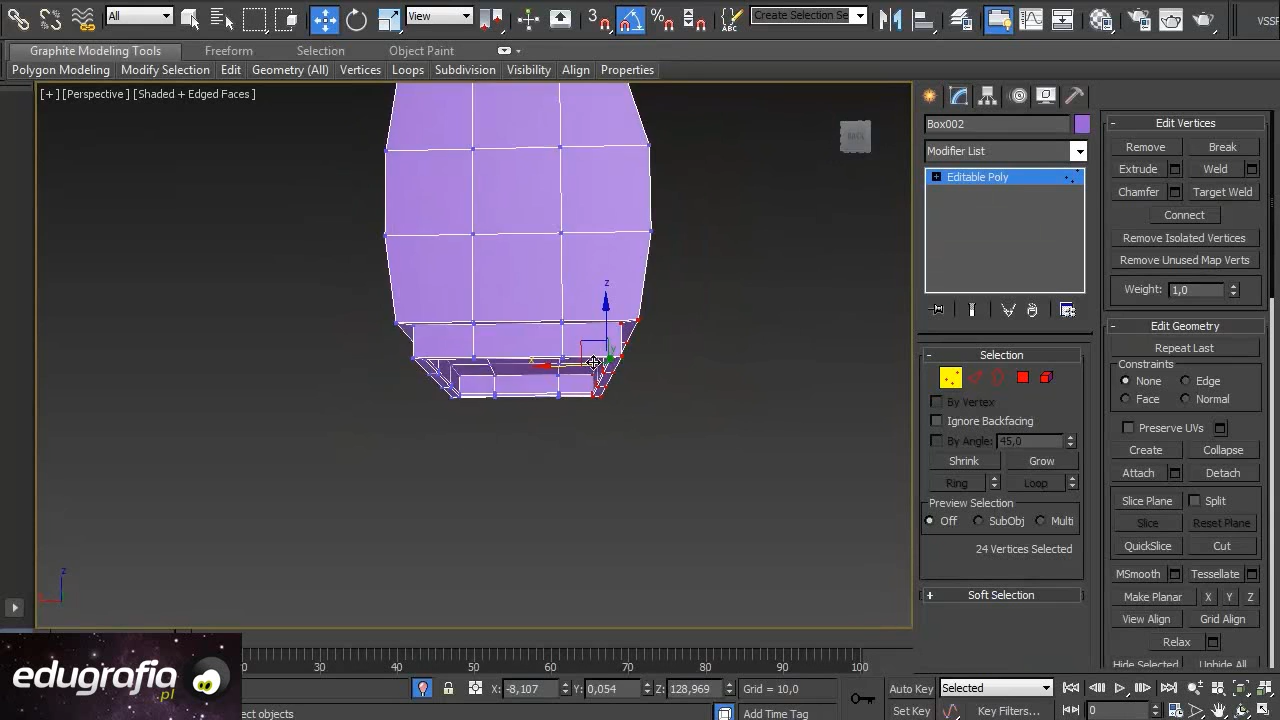 All
View
3
Create Selection Se
ABC
VSSF
Graphite Modeling Tools
Freeform
Selection
Object Paint
Polygon Modeling
Modify Selection
Edit
Geometry (All)
Vertices
Loops
Subdivision
Visibility
Align
Properties
[+] [Perspective ] [Shaded + Edged Faces ]
BACK
z
y
z
Box002
Modifier List
Editable Poly
Selection
By Vertex
Ignore Backfacing
By Angle: 45,0
Shrink
Grow
Ring
Loop
Preview Selection
Off
SubObj
Multi
24 Vertices Selected
Soft Selection
Edit Vertices
Remove
Break
Extrude
Weld
Chamfer
Target Weld
Connect
Remove Isolated Vertices
Remove Unused Map Verts
Weight: 1,0
Edit Geometry
Repeat Last
Constraints
None
Edge
Face
Normal
Preserve UVs
Create
Collapse
Attach
Detach
Slice Plane
Split
Slice
Reset Plane
QuickSlice
Cut
MSmooth
Tessellate
Make Planar
X
Y
Z
View Align
Grid Align
Relax
Hide Selected
Unhide All
edugrafia
.pl
30
40
50
60
70
80
90
100
X: -8,107
Y: 0,054
Z: 128,969
Grid = 10,0
Add Time Tag
ect objects
Auto Key
Selected
Set Key
Key Filters...
0